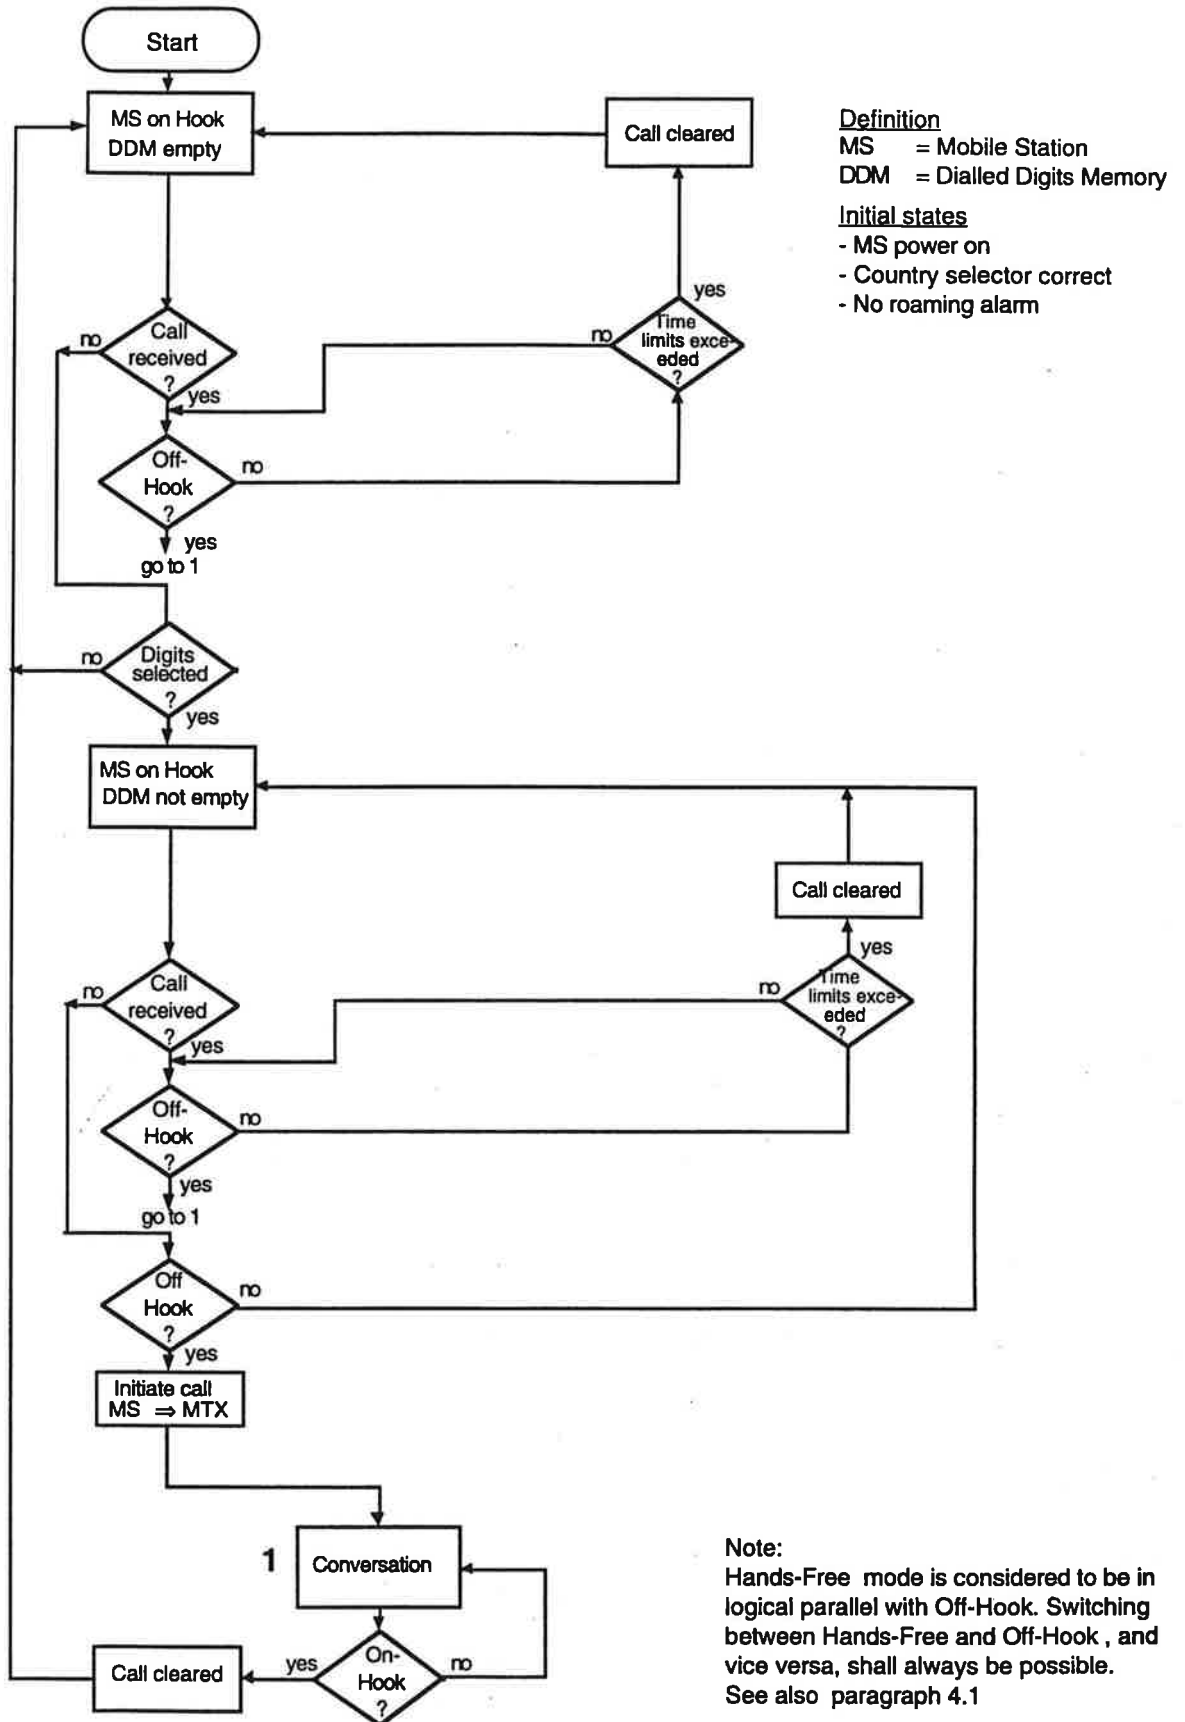 Start
MS on Hook
DDM empty
Call cleared
Definition
MS = Mobile Station
DDM = Dialled Digits Memory
Initial states
- MS power on
- Country selector correct
- No roaming alarm
yes
Time
limits exce-
eded
?
no
no
Call
received
?
yes
Off-
Hook
?
no
yes
go to 1
no
Digits
selected
?
yes
MS on Hook
DDM not empty
Call cleared
yes
Time
limits exce-
eded
?
no
no
Call
received
?
yes
Off-
Hook
?
no
yes
go to 1
Off
Hook
?
no
yes
Initiate call
MS ⇒ MTX
1
Conversation
On-
Hook
?
yes
no
Call cleared
Note:
Hands-Free mode is considered to be in
logical parallel with Off-Hook. Switching
between Hands-Free and Off-Hook , and
vice versa, shall always be possible.
See also paragraph 4.1